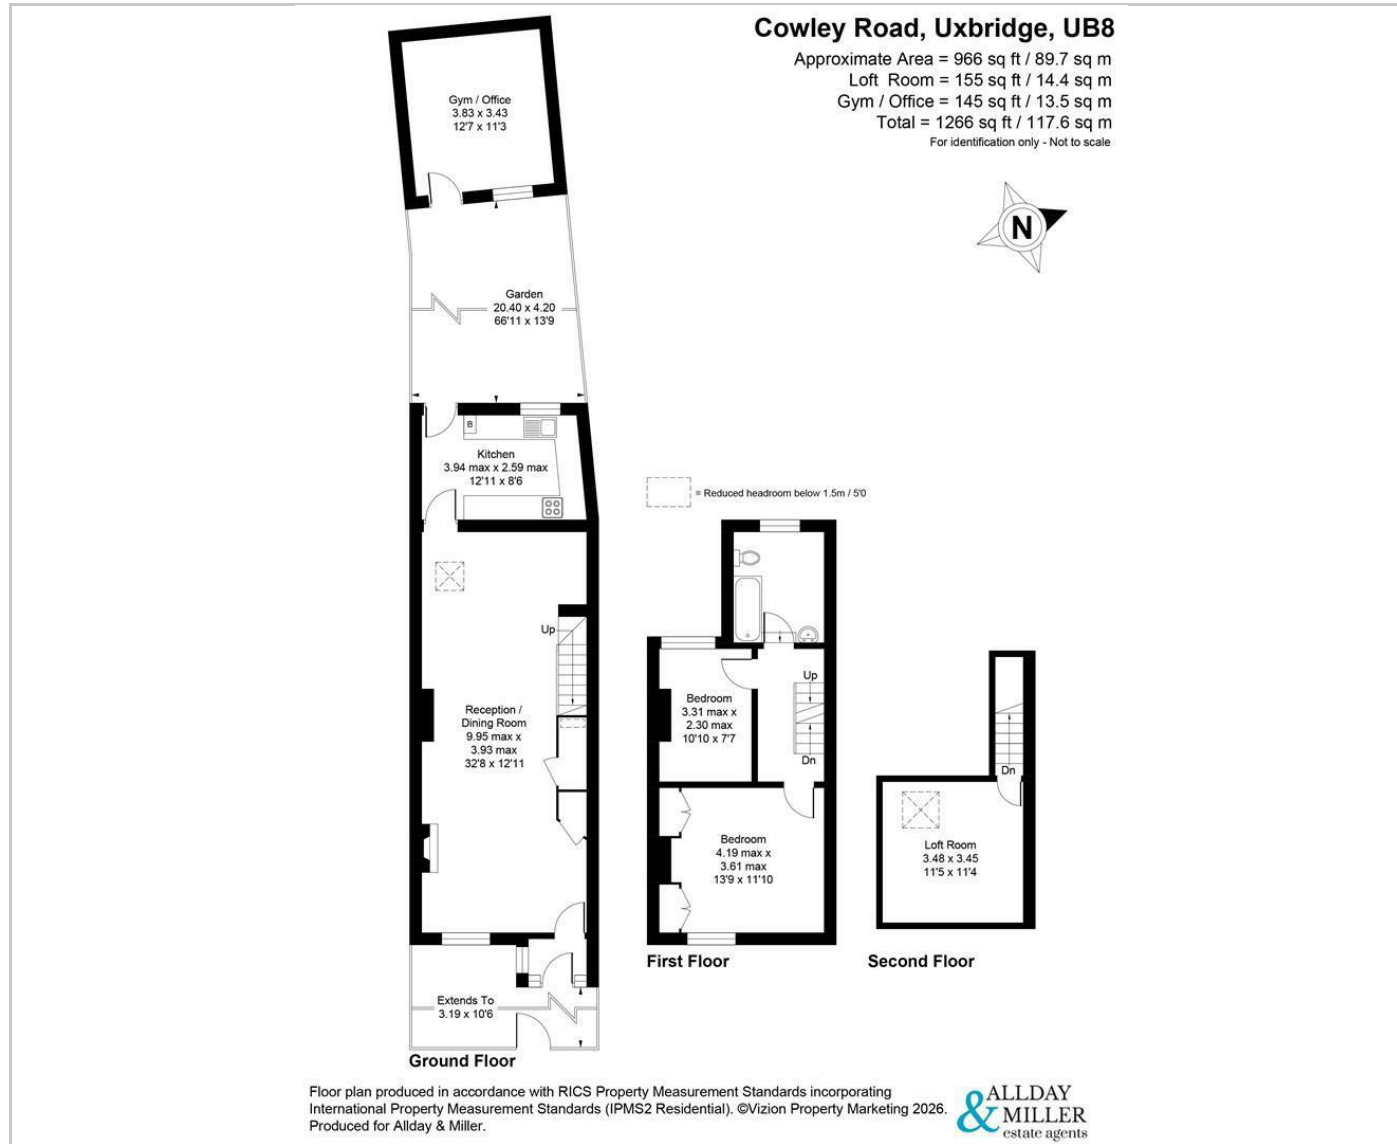 Cowley Road, Uxbridge, UB8
Approximate Area = 966 sq ft / 89.7 sq m
Loft Room = 155 sq ft / 14.4 sq m
Gym / Office = 145 sq ft / 13.5 sq m
Total = 1266 sq ft / 117.6 sq m
For identification only - Not to scale
N
Gym / Office
3.83 x 3.43
12'7 x 11'3
Garden
20.40 x 4.20
66'11 x 13'9
B
Kitchen
3.94 max x 2.59 max
12'11 x 8'6
= Reduced headroom below 1.5m / 5'0
Up
Reception /
Dining Room
9.95 max x
3.93 max
32'8 x 12'11
Extends To
3.19 x 10'6
Ground Floor
Up
Bedroom
3.31 max x
2.30 max
10'10 x 7'7
Dn
Bedroom
4.19 max x
3.61 max
13'9 x 11'10
First Floor
Dn
Loft Room
3.48 x 3.45
11'5 x 11'4
Second Floor
Floor plan produced in accordance with RICS Property Measurement Standards incorporating
International Property Measurement Standards (IPMS2 Residential). ©Vizion Property Marketing 2026.
Produced for Allday & Miller.
ALLDAY
& MILLER
estate agents